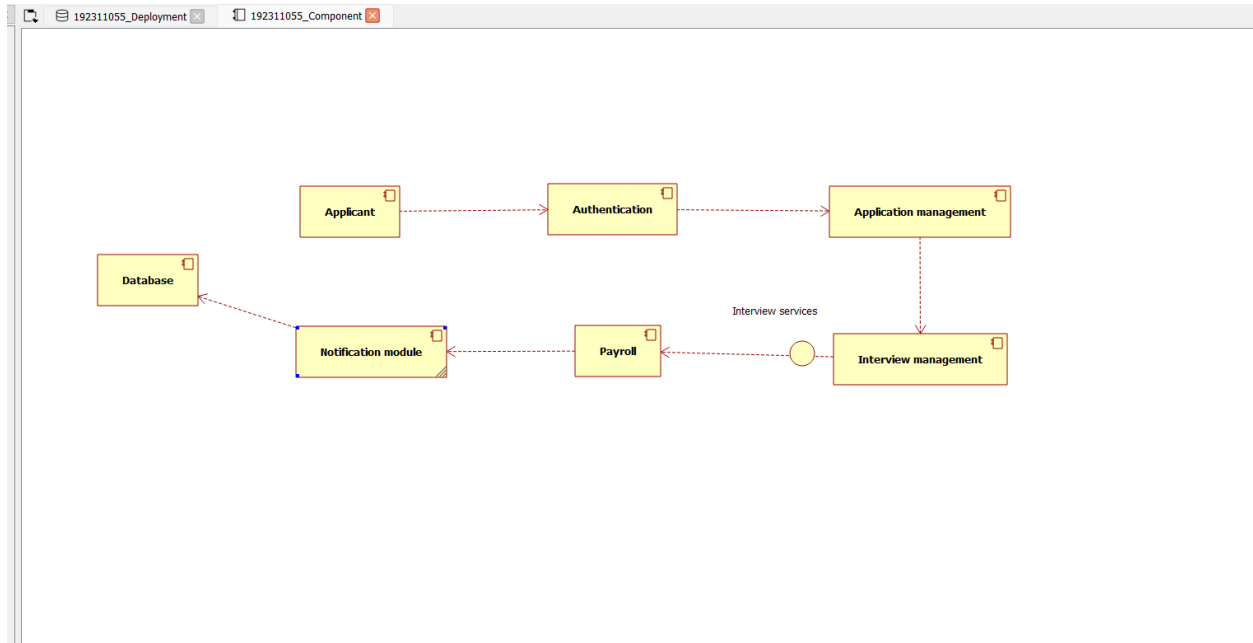 192311055_Deployment
192311055_Component
Applicant
Authentication
Application management
Database
Interview services
Notification module
Payroll
Interview management